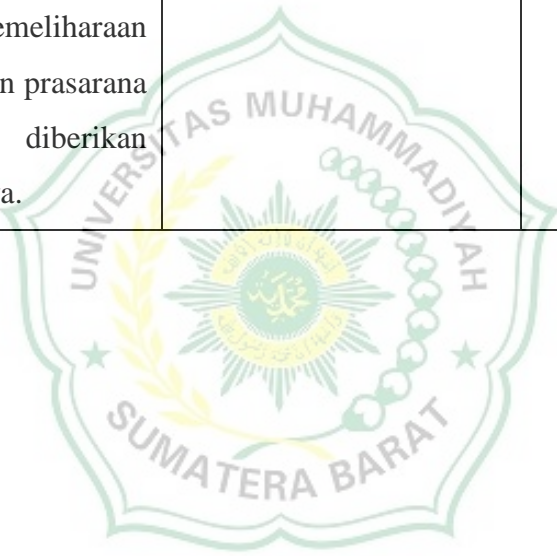 emeliharaan
n prasarana
diberikan
a.
UNIVERSITAS MUHAMMADIYAH
SUMATERA BARAT